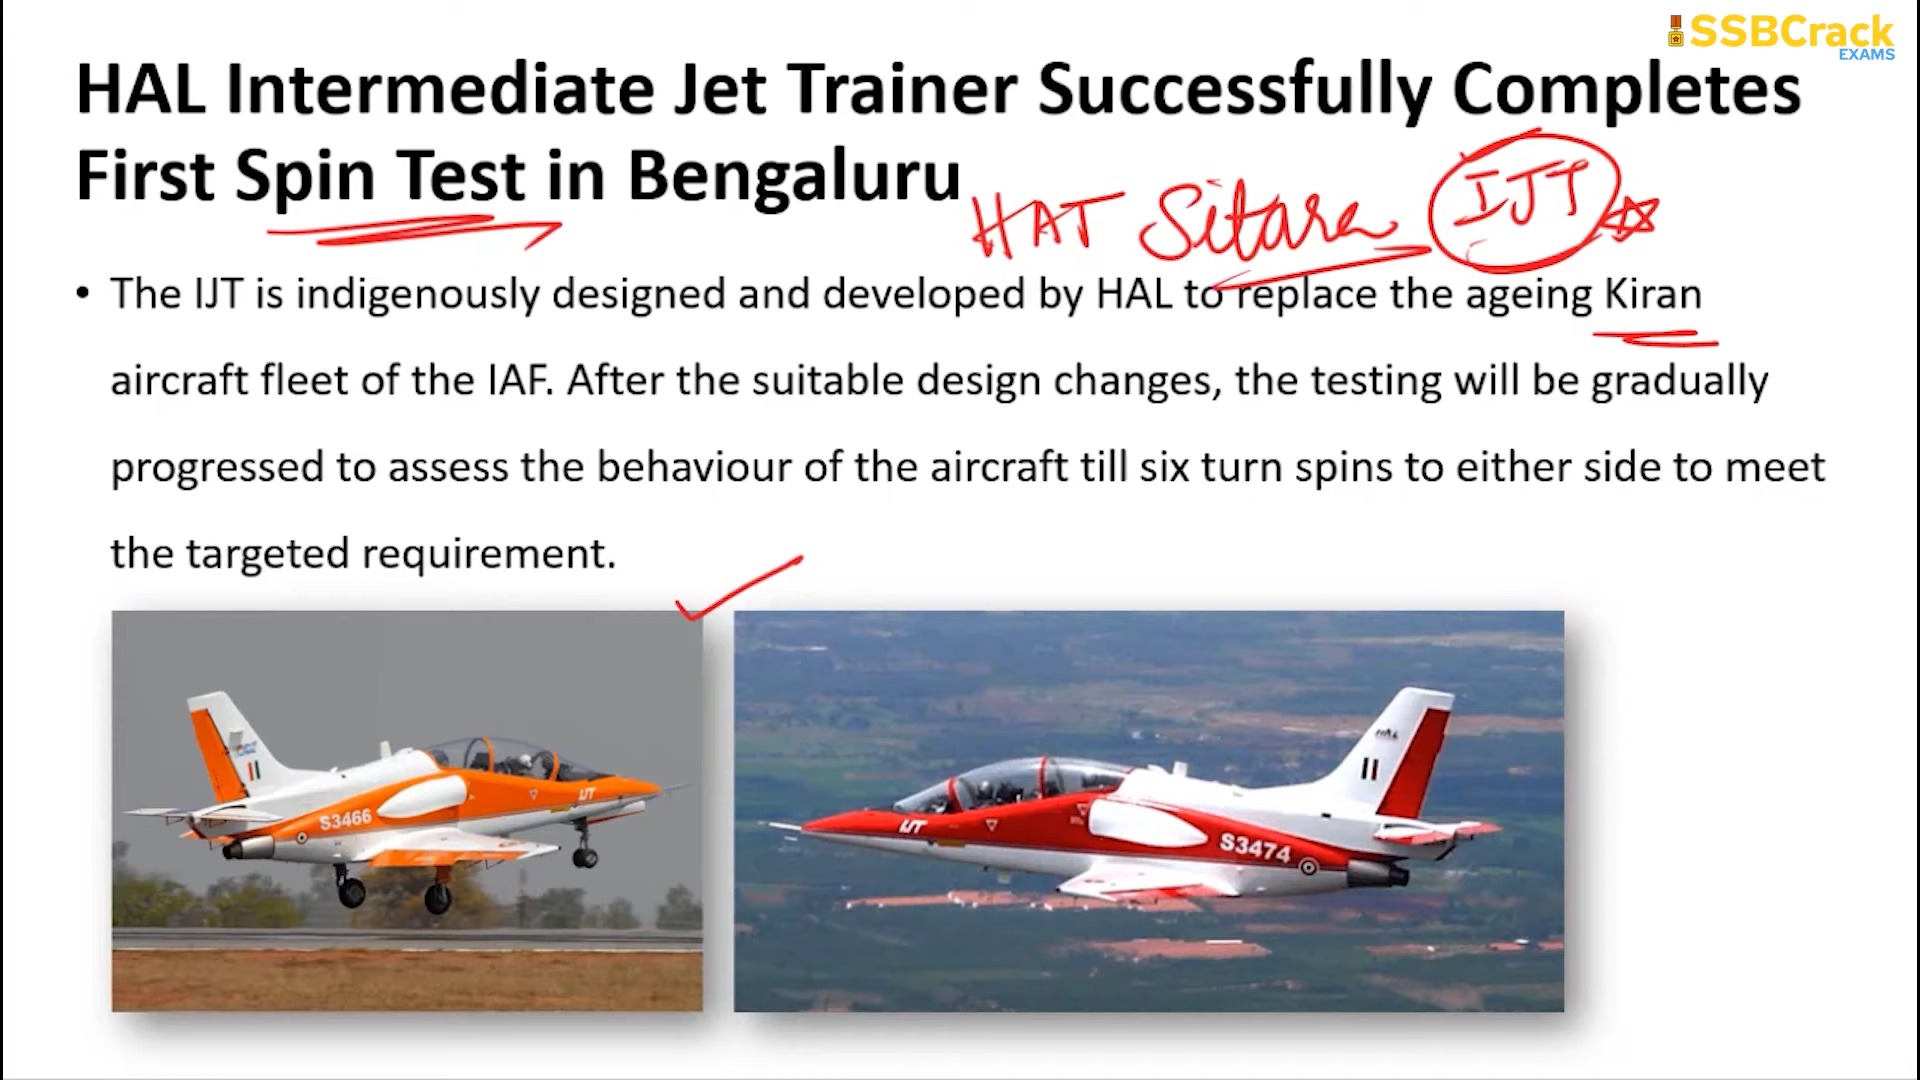 SSBCrack
EXAMS
HAL Intermediate Jet Trainer Successfully Completes
First Spin Test in Bengaluru
HAT Sitara IJT
• The IJT is indigenously designed and developed by HAL to replace the ageing Kiran
aircraft fleet of the IAF. After the suitable design changes, the testing will be gradually
progressed to assess the behaviour of the aircraft till six turn spins to either side to meet
the targeted requirement.
S3466
IJT
IJT
S3474
HAL